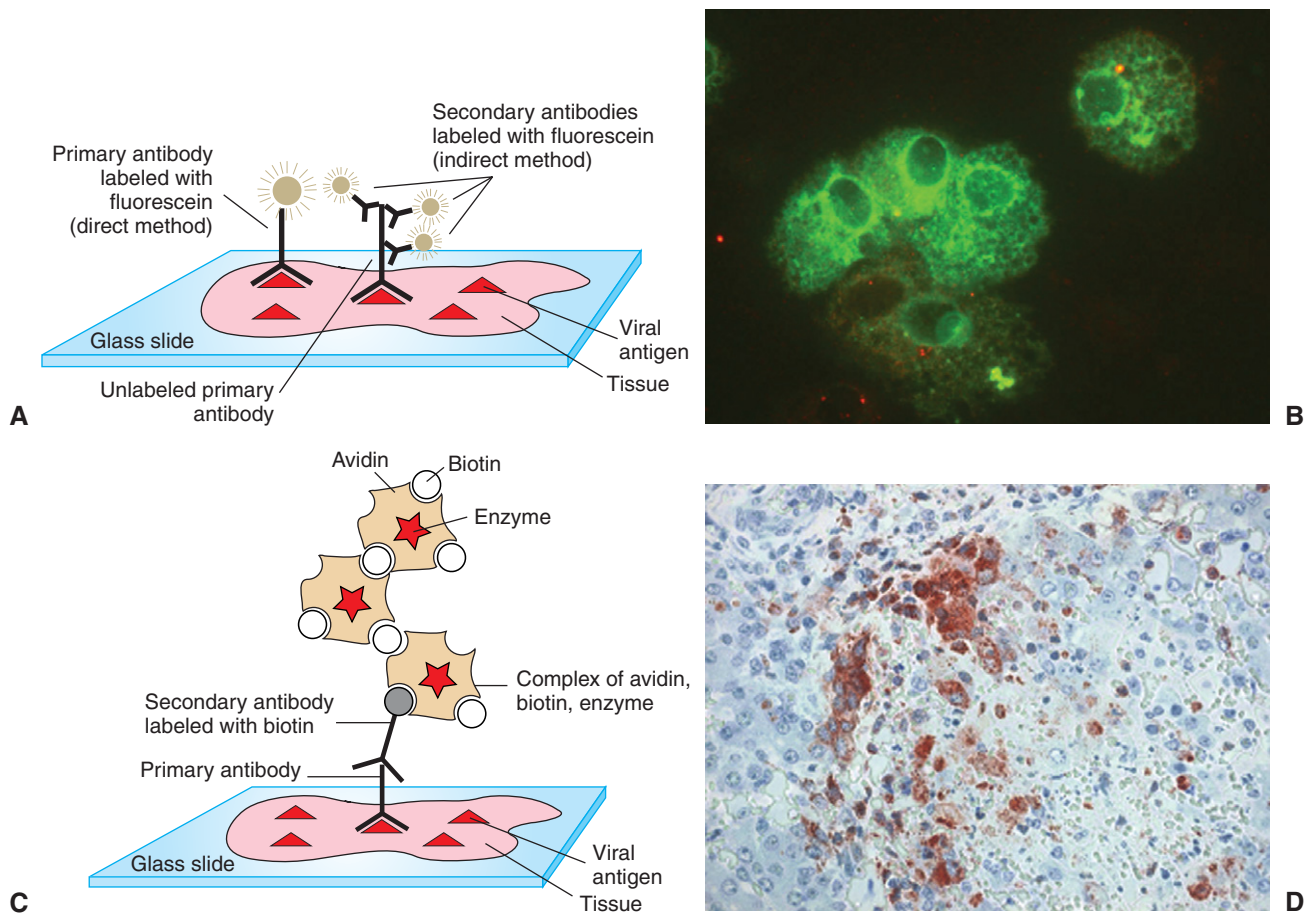 Primary antibody
labeled with
fluorescein
(direct method)
Secondary antibodies
labeled with fluorescein
(indirect method)
Glass slide
Unlabeled primary
antibody
Viral
antigen
Tissue
A
B
Avidin
Biotin
Enzyme
Complex of avidin,
biotin, enzyme
Secondary antibody
labeled with biotin
Primary antibody
Glass slide
Viral
antigen
Tissue
C
D